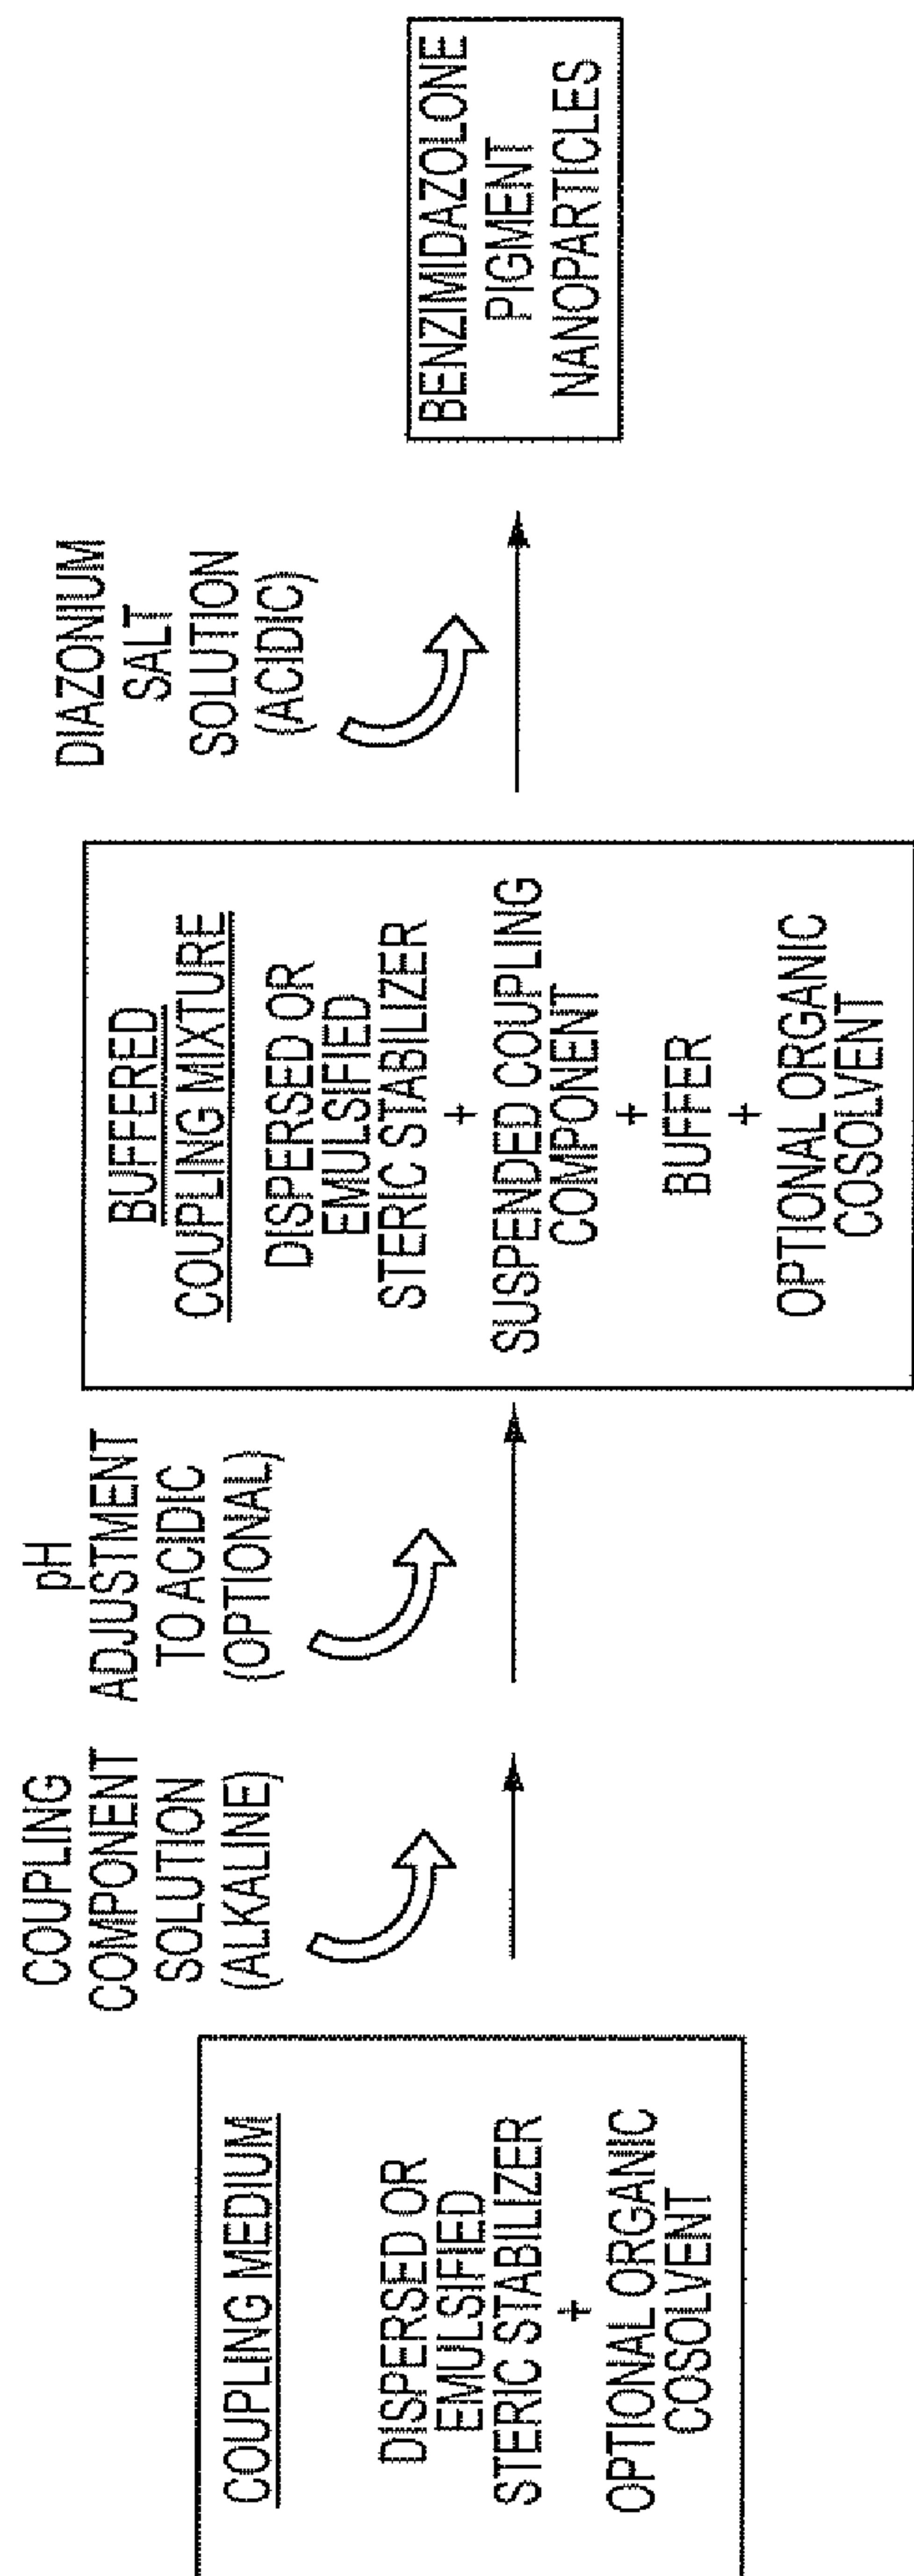 COUPLING MEDIUM
DISPERSED OR
EMULSIFIED
STERIC STABILIZER
+
OPTIONAL ORGANIC
COSOLVENT
COUPLING
COMPONENT
SOLUTION
(ALKALINE)
pH
ADJUSTMENT
TO ACIDIC
(OPTIONAL)
BUFFERED
COUPLING MIXTURE
DISPERSED OR
EMULSIFIED
STERIC STABILIZER
+
SUSPENDED COUPLING
COMPONENT
+
BUFFER
+
OPTIONAL ORGANIC
COSOLVENT
DIAZONIUM
SALT
SOLUTION
(ACIDIC)
BENZIMIDAZOLONE
PIGMENT
NANOPARTICLES